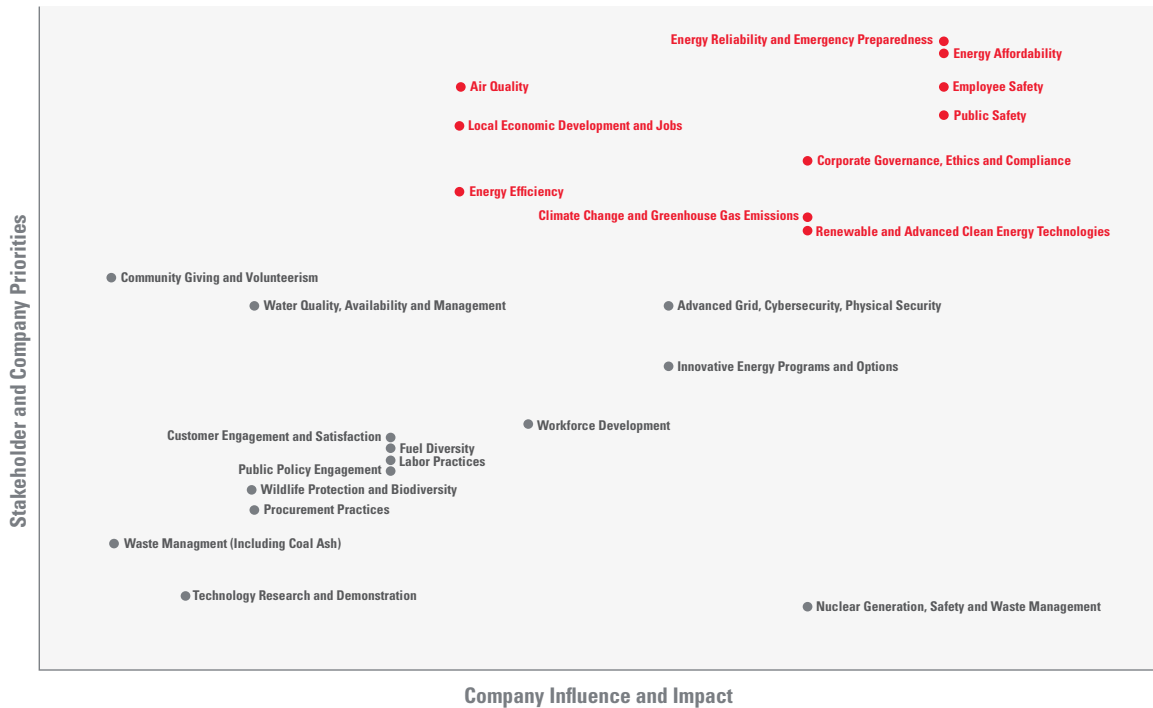 Energy Reliability and Emergency Preparedness
Energy Affordability
Air Quality
Employee Safety
Public Safety
Local Economic Development and Jobs
Corporate Governance, Ethics and Compliance
Energy Efficiency
Climate Change and Greenhouse Gas Emissions
Renewable and Advanced Clean Energy Technologies
Stakeholder and Company Priorities
Community Giving and Volunteerism
Water Quality, Availability and Management
Advanced Grid, Cybersecurity, Physical Security
Innovative Energy Programs and Options
Workforce Development
Customer Engagement and Satisfaction
Fuel Diversity
Labor Practices
Public Policy Engagement
Wildlife Protection and Biodiversity
Procurement Practices
Waste Managment (Including Coal Ash)
Technology Research and Demonstration
Nuclear Generation, Safety and Waste Management
Company Influence and Impact